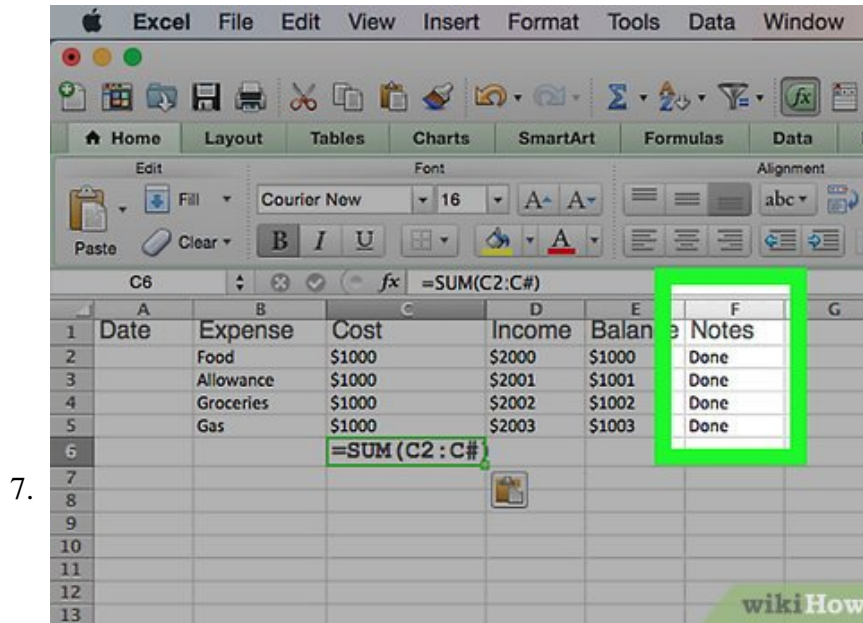 Excel File Edit View Insert Format Tools Data Window
fx
Home Layout Tables Charts SmartArt Formulas Data
Edit Font Alignment
Fill Courier New 16 A A abc
Paste Clear B I U A
C6 fx =SUM(C2:C#)
A B C D E F G
1 Date Expense Cost Income Balan e Notes
2 Food $1000 $2000 $1000 Done
3 Allowance $1000 $2001 $1001 Done
4 Groceries $1000 $2002 $1002 Done
5 Gas $1000 $2003 $1003 Done
6 =SUM(C2:C#)
7
7.
8
9
10
11
12
13
wikiHow